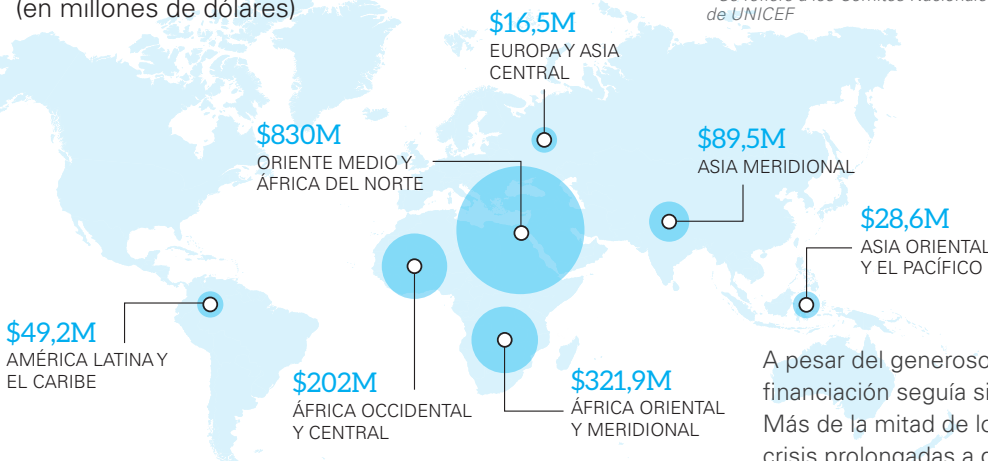 (en millones de dólares)
de UNICEF
$16,5M
EUROPA Y ASIA
CENTRAL
$830M
ORIENTE MEDIO Y
ÁFRICA DEL NORTE
$89,5M
ASIA MERIDIONAL
$28,6M
ASIA ORIENTAL
Y EL PACÍFICO
$49,2M
AMÉRICA LATINA Y
EL CARIBE
$202M
ÁFRICA OCCIDENTAL
Y CENTRAL
$321,9M
ÁFRICA ORIENTAL
Y MERIDIONAL
A pesar del generoso
financiación seguía si
Más de la mitad de lo
crisis prolongadas a